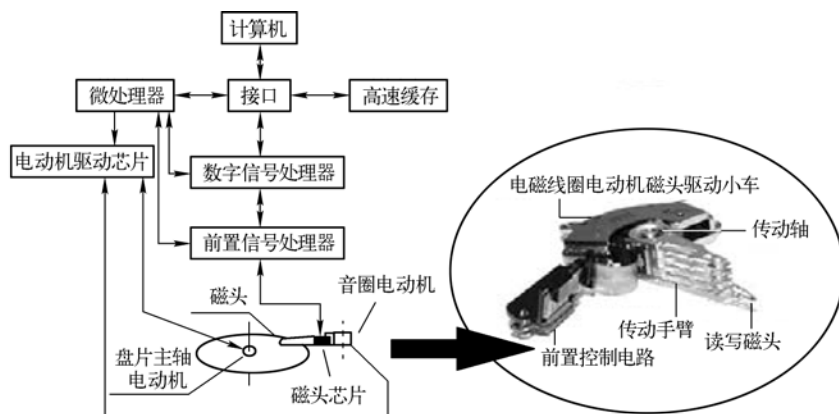 计算机
微处理器
接口
高速缓存
电动机驱动芯片
数字信号处理器
前置信号处理器
磁头
音圈电动机
盘片主轴
电动机
磁头芯片
电磁线圈电动机磁头驱动小车
传动轴
传动手臂
读写磁头
前置控制电路